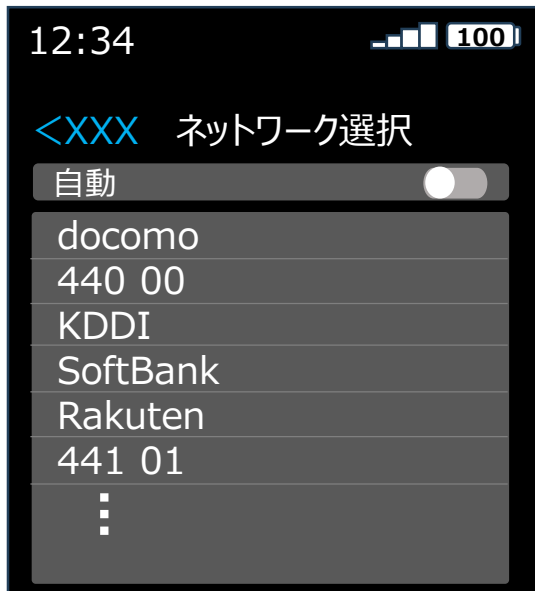 12:34 100
<XXX ネットワーク選択
自動
docomo
440 00
KDDI
SoftBank
Rakuten
441 01
⋮